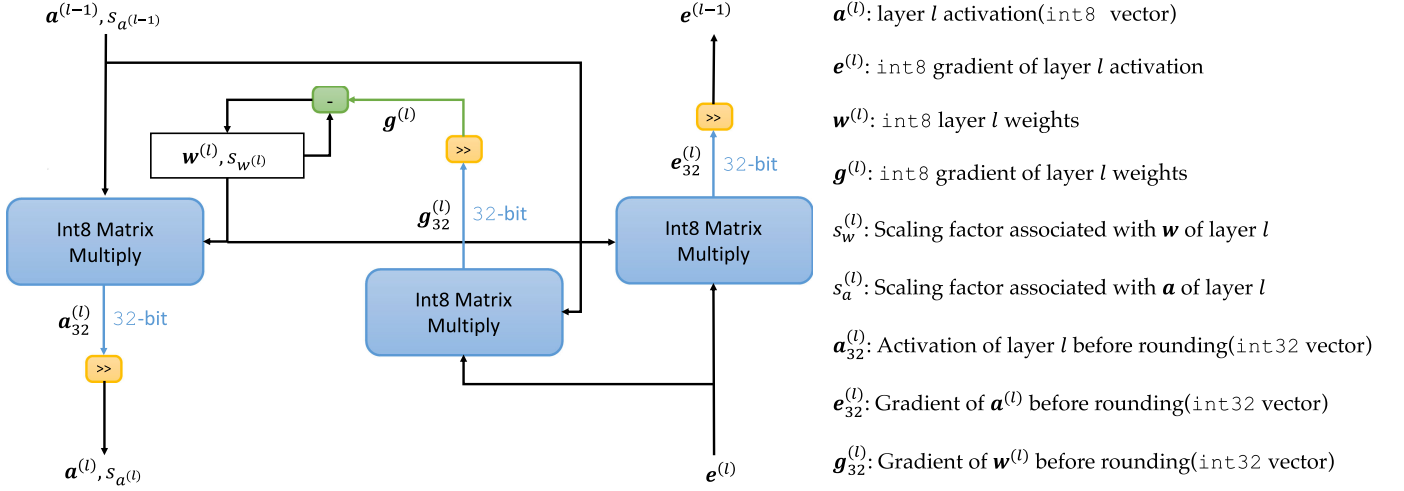 a^(l−1), s_a^(l−1)
e^(l−1)
-
g^(l)
>>
>>
w^(l), s_w^(l)
e_32^(l) 32-bit
g_32^(l) 32-bit
Int8 Matrix
Multiply
Int8 Matrix
Multiply
Int8 Matrix
Multiply
a_32^(l) 32-bit
>>
a^(l), s_a^(l)
e^(l)
a^(l): layer l activation(int8 vector)
e^(l): int8 gradient of layer l activation
w^(l): int8 layer l weights
g^(l): int8 gradient of layer l weights
s_w^(l): Scaling factor associated with w of layer l
s_a^(l): Scaling factor associated with a of layer l
a_32^(l): Activation of layer l before rounding(int32 vector)
e_32^(l): Gradient of a^(l) before rounding(int32 vector)
g_32^(l): Gradient of w^(l) before rounding(int32 vector)